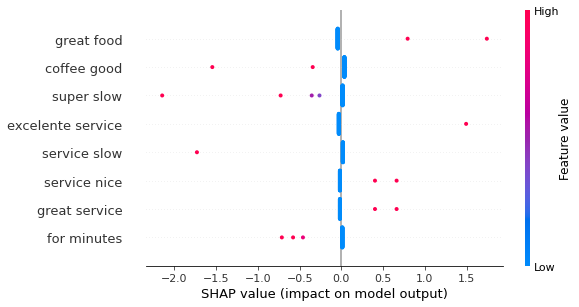 High
great food
coffee good
super slow
excelente service
service slow
service nice
great service
for minutes
Feature value
Low
−2.0 −1.5 −1.0 −0.5 0.0 0.5 1.0 1.5
SHAP value (impact on model output)